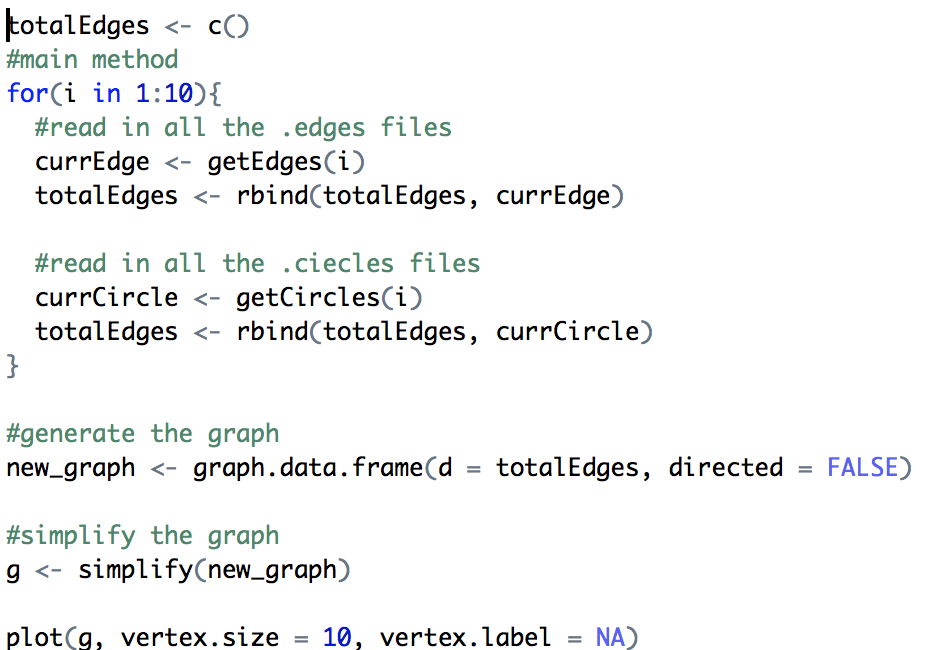 totalEdges <- c()
#main method
for(i in 1:10){
  #read in all the .edges files
  currEdge <- getEdges(i)
  totalEdges <- rbind(totalEdges, currEdge)

  #read in all the .ciecles files
  currCircle <- getCircles(i)
  totalEdges <- rbind(totalEdges, currCircle)
}

#generate the graph
new_graph <- graph.data.frame(d = totalEdges, directed = FALSE)

#simplify the graph
g <- simplify(new_graph)

plot(g, vertex.size = 10, vertex.label = NA)